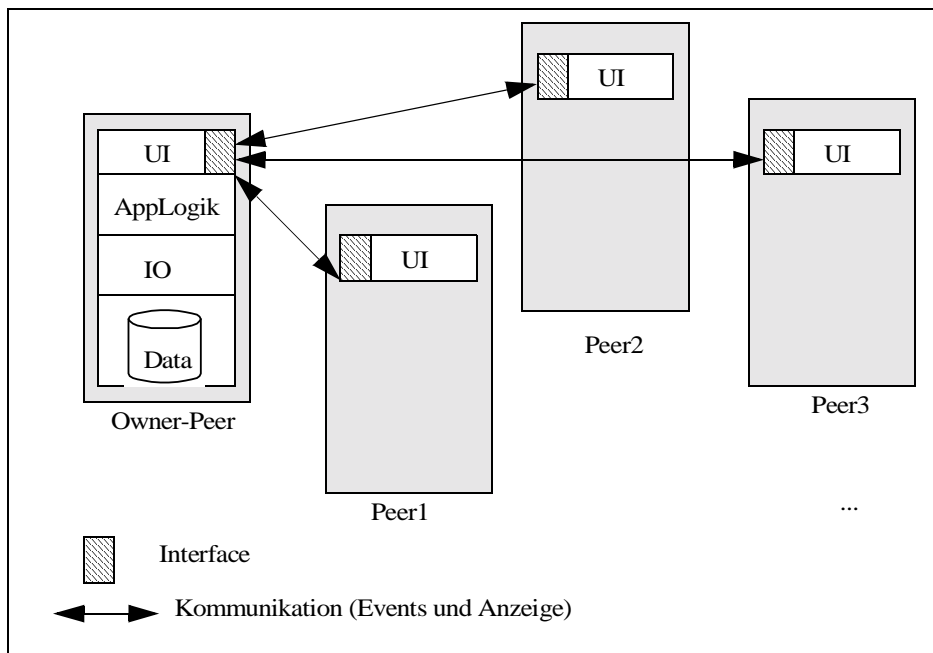 UI
UI
UI
AppLogik
IO
UI
Data
Peer2
Owner-Peer
Peer3
Peer1
...
Interface
Kommunikation (Events und Anzeige)